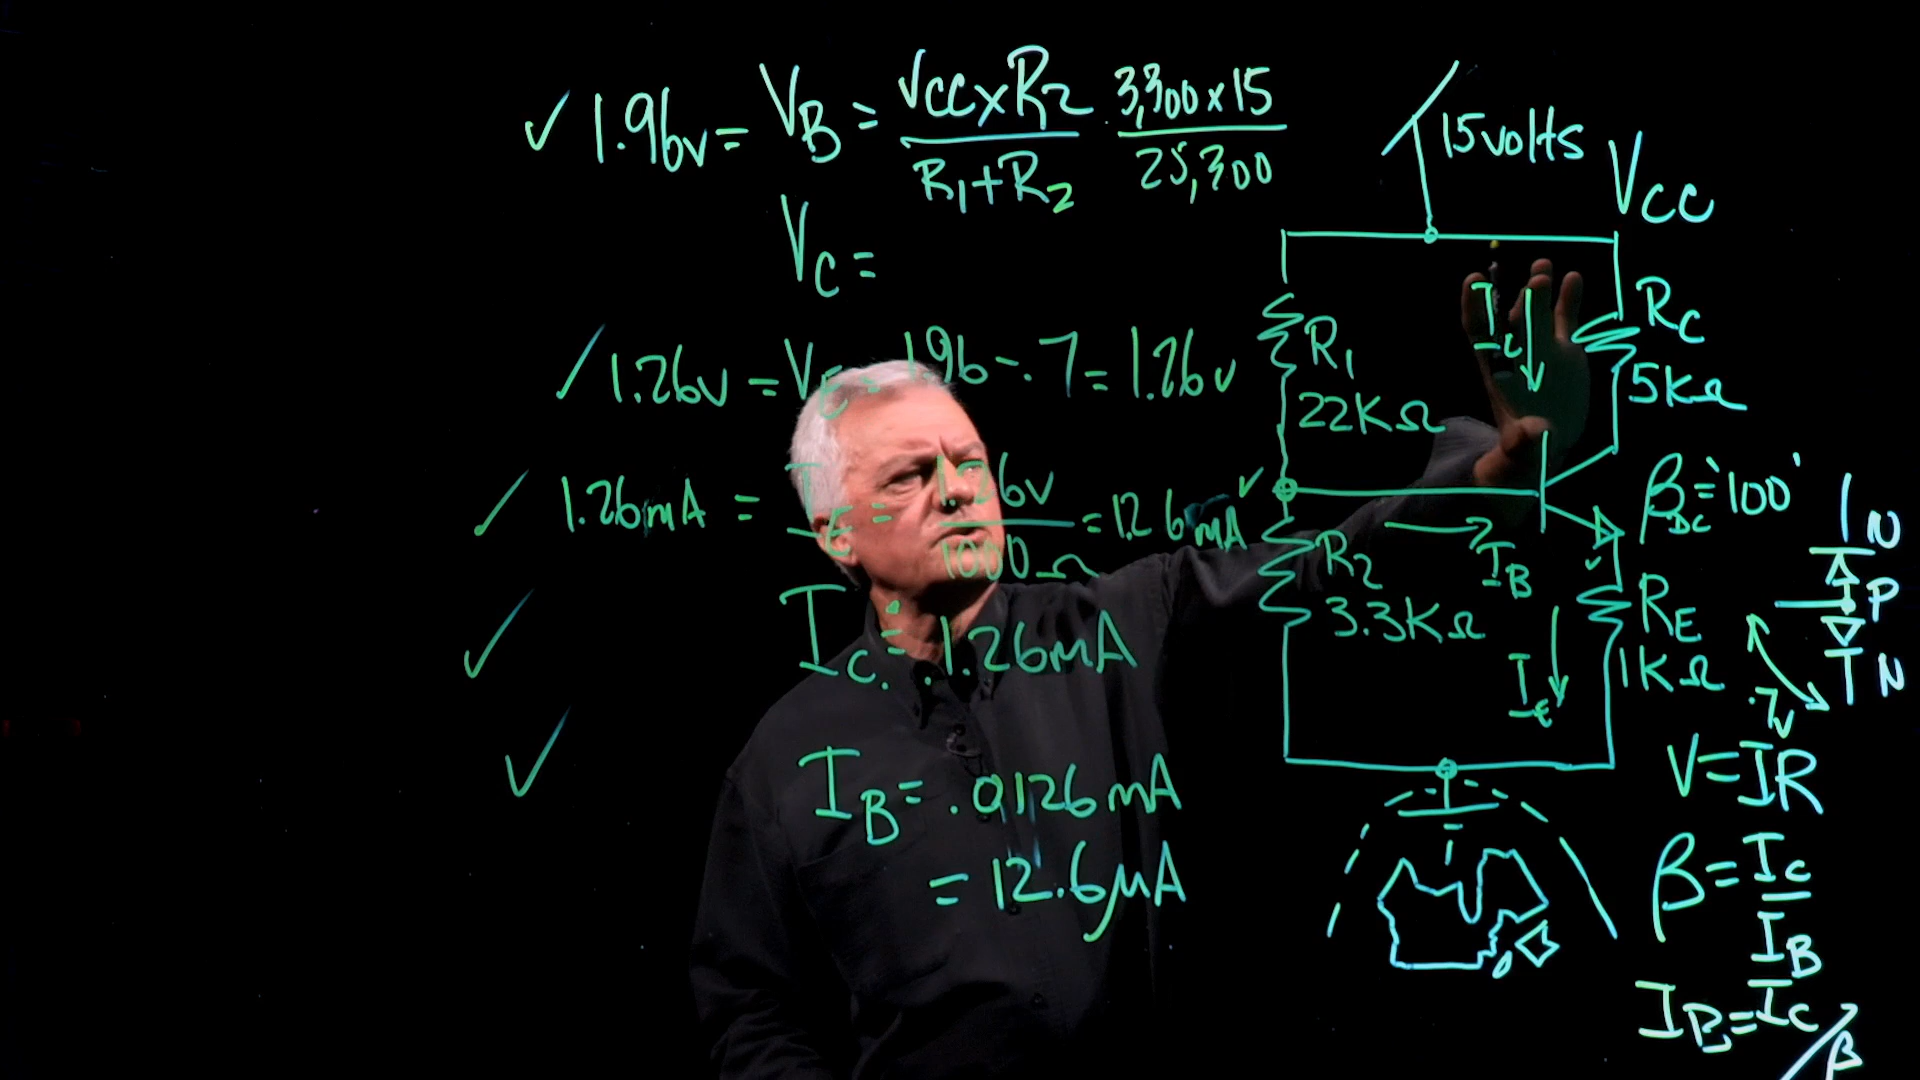 ✓ 1.96v = VB = VCC x R2 / R1 + R2 3,300 x 15 / 25,300
VC =
✓ 1.26v = VE = 1.96 - .7 = 1.26v
✓ 1.26mA = IE = 1.26v / 1000Ω = 1.26mA
✓ IC = 1.26mA
✓ IB = .0126mA
= 12.6μA
15 volts
VCC
IC
RC
5KΩ
R1
22KΩ
βDC = '100'
IB
R2
3.3KΩ
RE
1KΩ
IE
N
P
N
.7v
V = IR
β = IC / IB
IB = IC / β